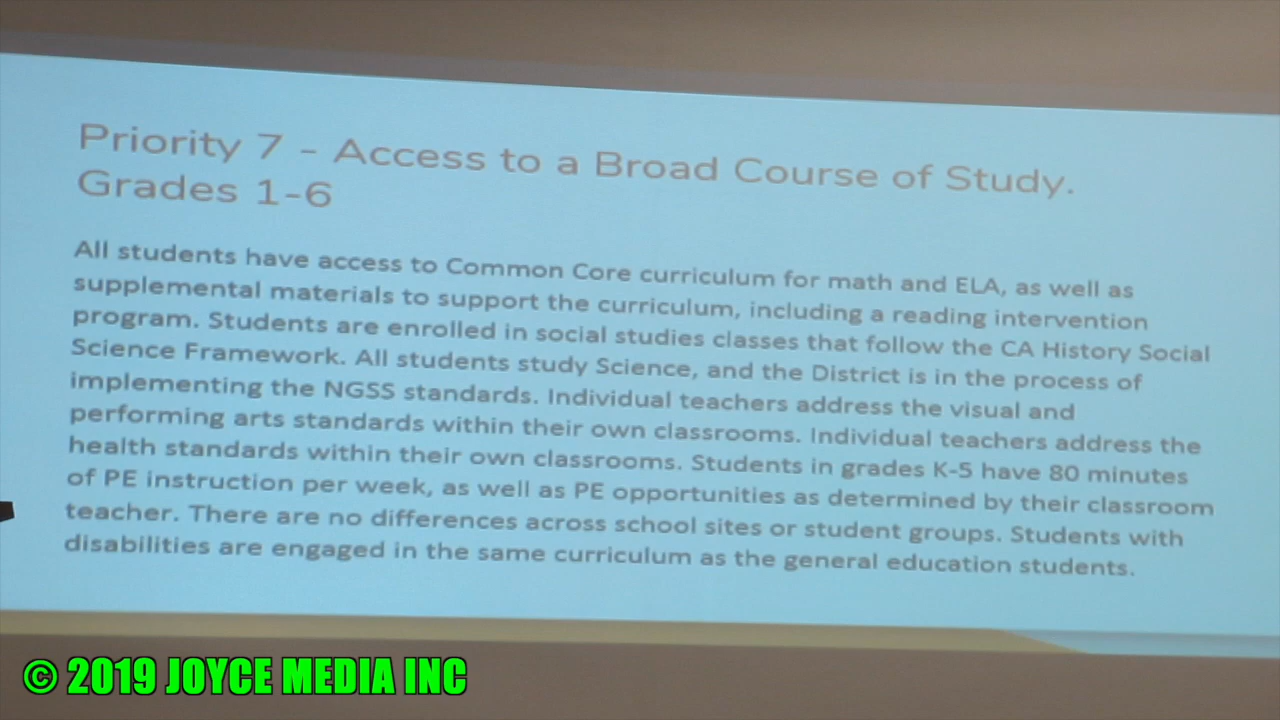 Priority 7 - Access to a Broad Course of Study.
Grades 1-6
All students have access to Common Core curriculum for math and ELA, as well as
supplemental materials to support the curriculum, including a reading intervention
program. Students are enrolled in social studies classes that follow the CA History Social
Science Framework. All students study Science, and the District is in the process of
implementing the NGSS standards. Individual teachers address the visual and
performing arts standards within their own classrooms. Individual teachers address the
health standards within their own classrooms. Students in grades K-5 have 80 minutes
of PE instruction per week, as well as PE opportunities as determined by their classroom
teacher. There are no differences across school sites or student groups. Students with
disabilities are engaged in the same curriculum as the general education students.
© 2019 JOYCE MEDIA INC